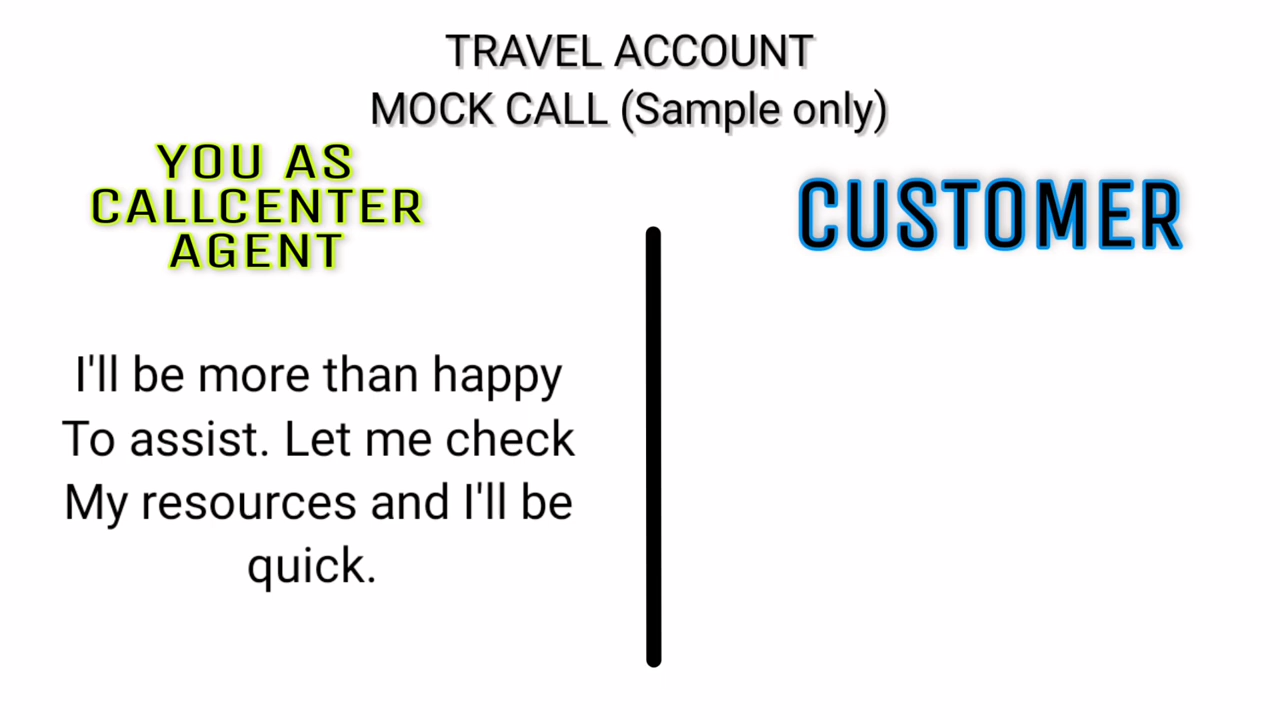 TRAVEL ACCOUNT
MOCK CALL (Sample only)
YOU AS
CALLCENTER
AGENT
CUSTOMER
I'll be more than happy
To assist. Let me check
My resources and I'll be
quick.